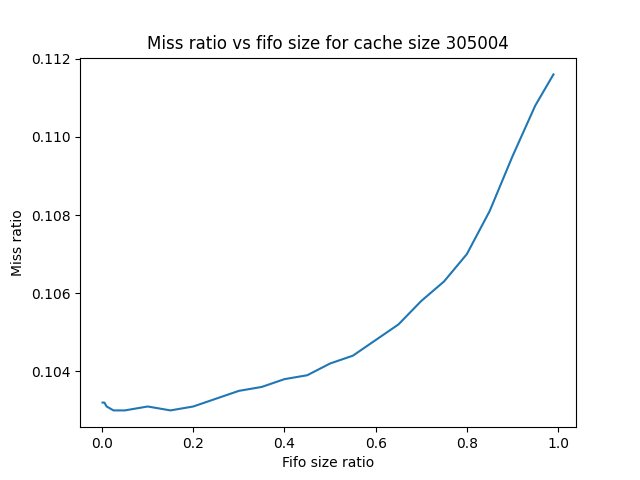 Miss ratio vs fifo size for cache size 305004
0.112
0.110
0.108
0.106
0.104
Miss ratio
0.0 0.2 0.4 0.6 0.8 1.0
Fifo size ratio